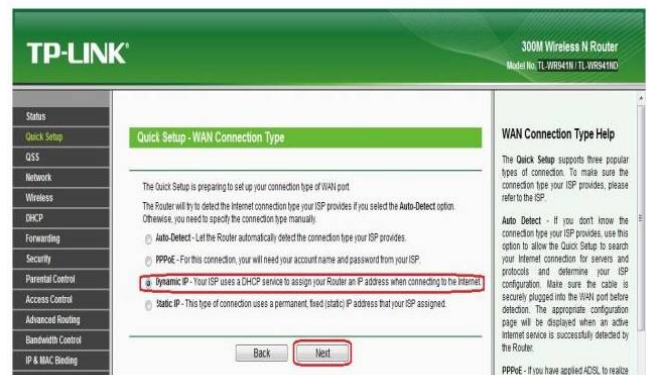 TP-LINK
300M Wireless N Router
Model No. TL-WR941N / TL-WR941ND
Status
Quick Setup
QSS
Network
Wireless
DHCP
Forwarding
Security
Parental Control
Access Control
Advanced Routing
Bandwidth Control
IP & MAC Binding
Quick Setup - WAN Connection Type
The Quick Setup is preparing to set up your connection type of WAN port.
The Router will try to detect the Internet connection type your ISP provides if you select the Auto-Detect option.
Otherwise, you need to specify the connection type manually.
Auto-Detect - Let the Router automatically detect the connection type your ISP provides.
PPPoE - For this connection, you will need your account name and password from your ISP.
Dynamic IP - Your ISP uses a DHCP service to assign your Router an IP address when connecting to the Internet.
Static IP - This type of connection uses a permanent, fixed (static) IP address that your ISP assigned.
Back
Next
WAN Connection Type Help
The Quick Setup supports three popular
types of connection. To make sure the
connection type your ISP provides, please
refer to the ISP.
Auto Detect - If you don't know the
connection type your ISP provides, use this
option to allow the Quick Setup to search
your Internet connection for servers and
protocols and determine your ISP
configuration. Make sure the cable is
securely plugged into the WAN port before
detection. The appropriate configuration
page will be displayed when an active
Internet service is successfully detected by
the Router.
PPPoE - If you have applied ADSL to realize